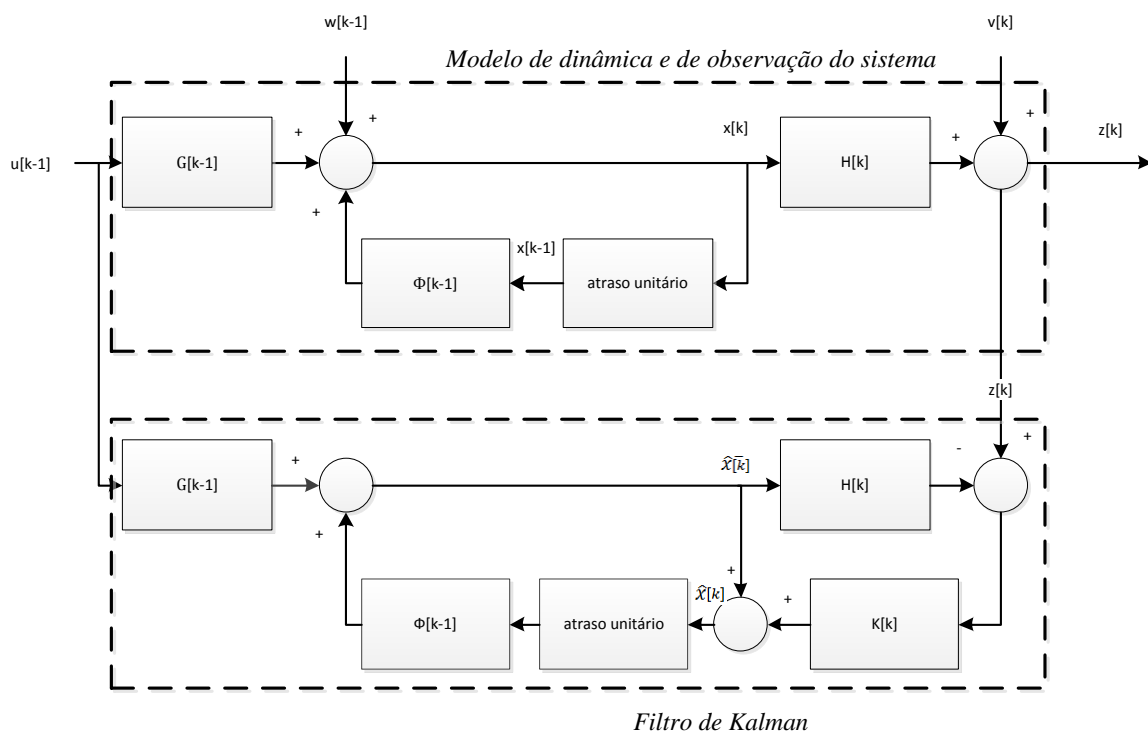 w[k-1]
v[k]
Modelo de dinâmica e de observação do sistema
+
+
+
x[k]
+
z[k]
u[k-1]
G[k-1]
H[k]
+
x[k-1]
Φ[k-1]
atraso unitário
z[k]
+
+
x̂[k̄]
-
G[k-1]
H[k]
+
+
x̂[k]
+
Φ[k-1]
atraso unitário
K[k]
Filtro de Kalman